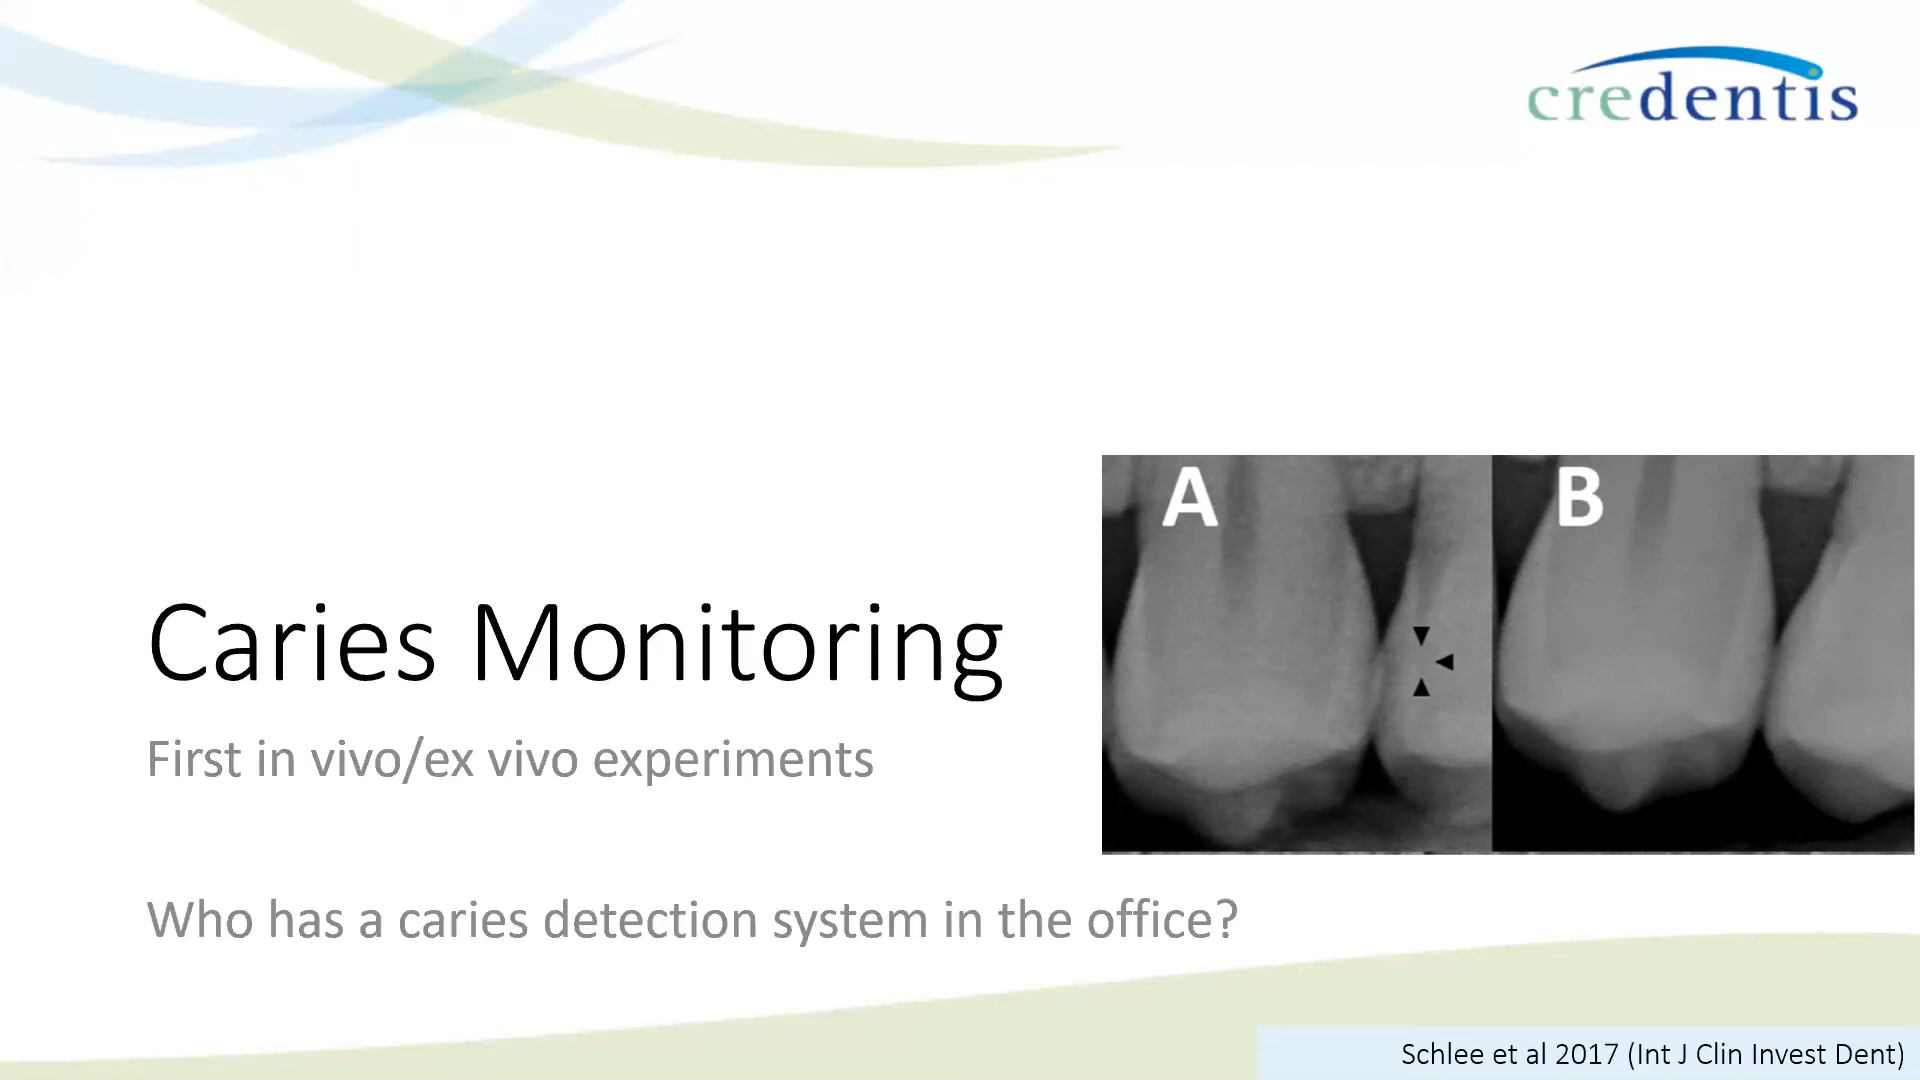 credentis
A
B
Caries Monitoring
First in vivo/ex vivo experiments
Who has a caries detection system in the office?
Schlee et al 2017 (Int J Clin Invest Dent)